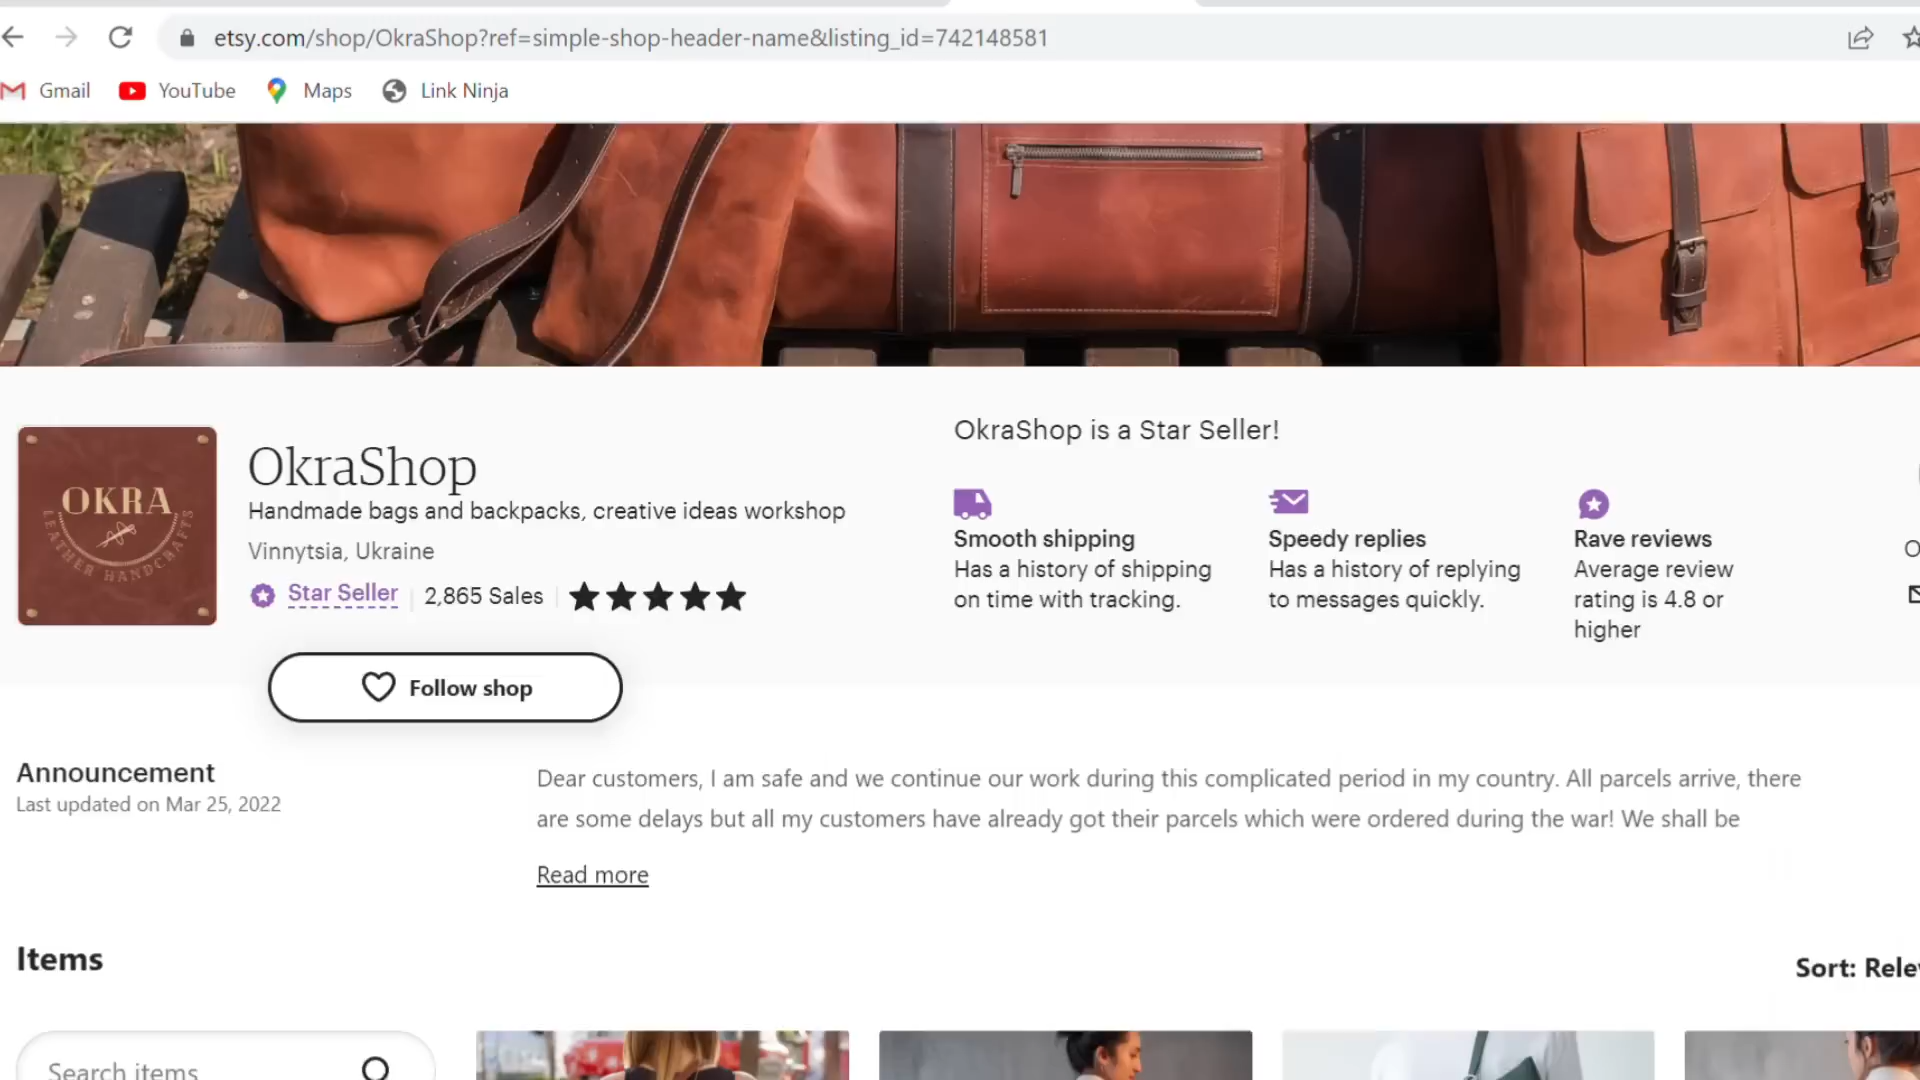 etsy.com/shop/OkraShop?ref=simple-shop-header-name&listing_id=742148581
Gmail
YouTube
Maps
Link Ninja
OKRA
LEATHER HANDCRAFTS
OkraShop
Handmade bags and backpacks, creative ideas workshop
Vinnytsia, Ukraine
Star Seller
2,865 Sales
Follow shop
OkraShop is a Star Seller!
Smooth shipping
Has a history of shipping
on time with tracking.
Speedy replies
Has a history of replying
to messages quickly.
Rave reviews
Average review
rating is 4.8 or
higher
Announcement
Last updated on Mar 25, 2022
Dear customers, I am safe and we continue our work during this complicated period in my country. All parcels arrive, there
are some delays but all my customers have already got their parcels which were ordered during the war! We shall be
Read more
Items
Sort:
Search items